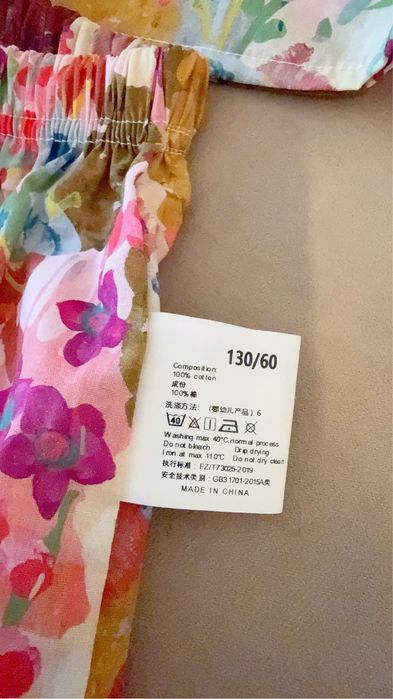 130/60
Composition:
100% cotton
成份
100%棉
洗涤方法: (婴幼儿产品) 6
40
Washing max 40°C,normal process
Do not bleach Drip drying
Iron at max 110°C Do not dry clean
执行标准: FZ/T73025-2019
安全技术类别: GB31701-2015A类
MADE IN CHINA